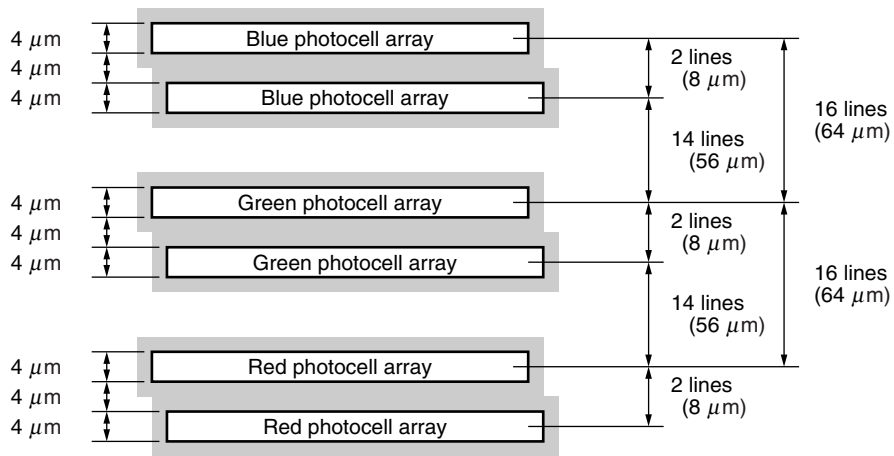 4 μm
4 μm
4 μm
Blue photocell array
Blue photocell array
2 lines
(8 μm)
14 lines
(56 μm)
16 lines
(64 μm)
4 μm
4 μm
4 μm
Green photocell array
Green photocell array
2 lines
(8 μm)
14 lines
(56 μm)
16 lines
(64 μm)
4 μm
4 μm
4 μm
Red photocell array
Red photocell array
2 lines
(8 μm)